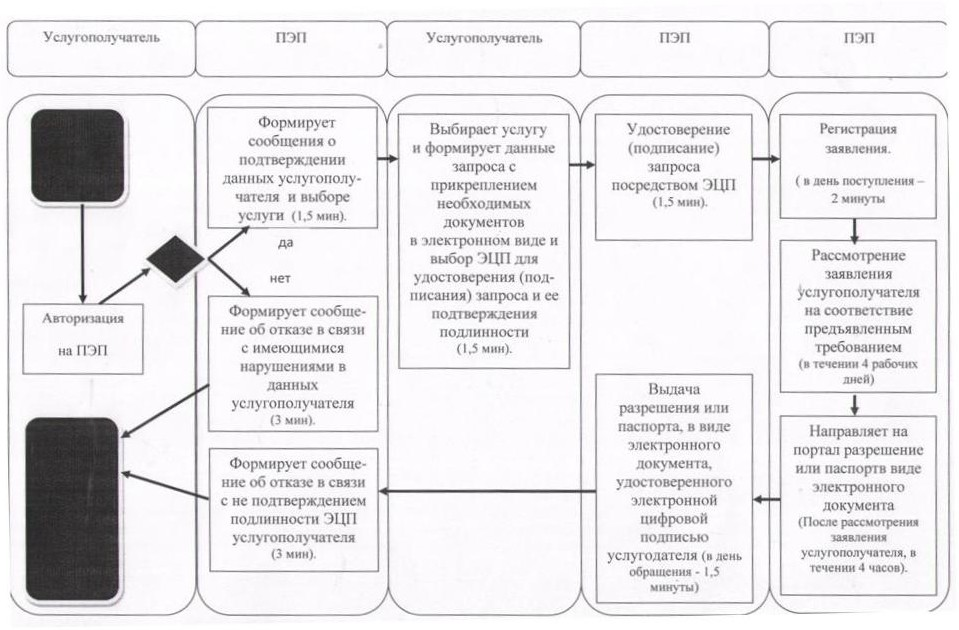 Услугополучатель
ПЭП
Услугополучатель
ПЭП
ПЭП
Авторизация
на ПЭП
Формирует
сообщения о
подтверждении
данных услугополу-
чателя и выборе
услуги (1,5 мин).
да
нет
Формирует сообще-
ние об отказе в связи
с имеющимися
нарушениями в
данных
услугополучателя
(3 мин).
Формирует сообще-
ние об отказе в связи
с не подтверждением
подлинности ЭЦП
услугополучателя
(3 мин).
Выбирает услугу
и формирует данные
запроса с
прикреплением
необходимых
документов
в электронном виде и
выбор ЭЦП для
удостоверения (под-
писания) запроса и ее
подтверждения
подлинности
(1,5 мин).
Удостоверение
(подписание)
запроса
посредством ЭЦП
(1,5 мин).
Выдача
разрешения или
паспорта, в виде
электронного
документа,
удостоверенного
электронной
цифровой
подписью
услугодателя (в день
обращения - 1,5
минуты)
Регистрация
заявления.
( в день поступления –
2 минуты
Рассмотрение
заявления
услугополучателя
на соответствие
предъявленным
требованием
(в течении 4 рабочих
дней)
Направляет на
портал разрешение
или паспортв виде
электронного
документа
(После рассмотрения
заявления
услугополучателя, в
течении 4 часов).